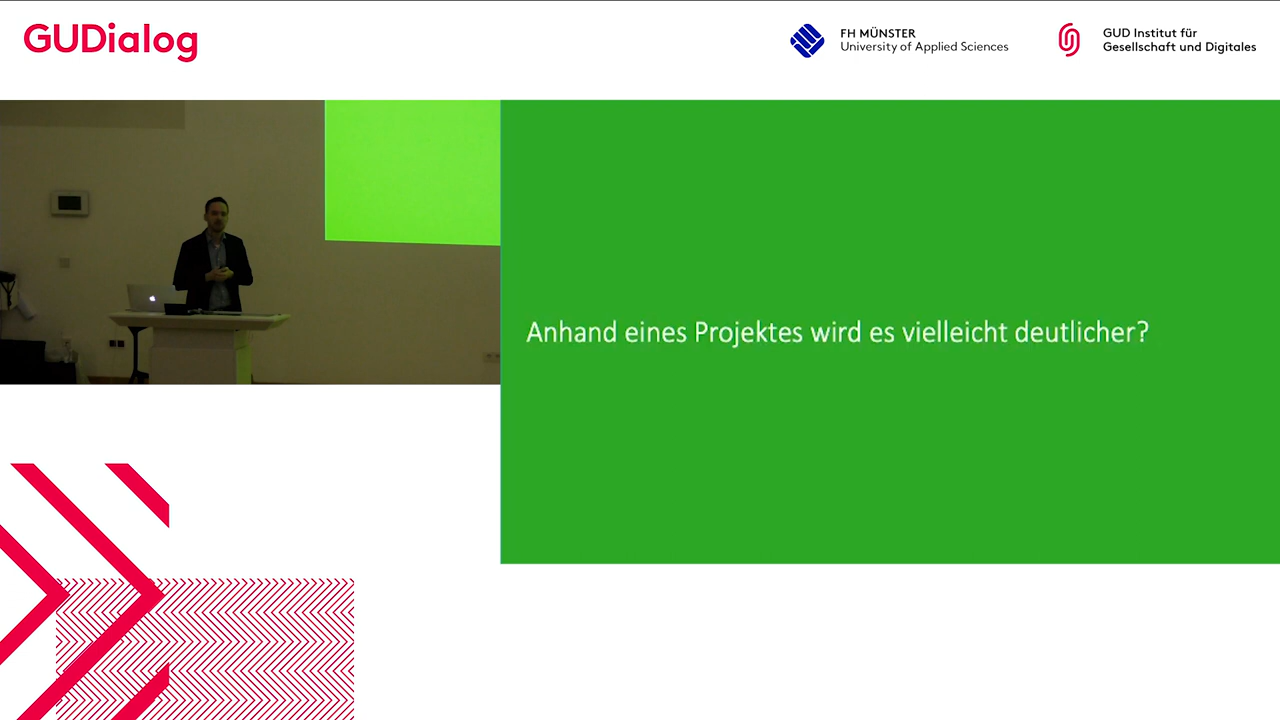 GUDialog
FH MÜNSTER
University of Applied Sciences
GUD Institut für
Gesellschaft und Digitales
Anhand eines Projektes wird es vielleicht deutlicher?